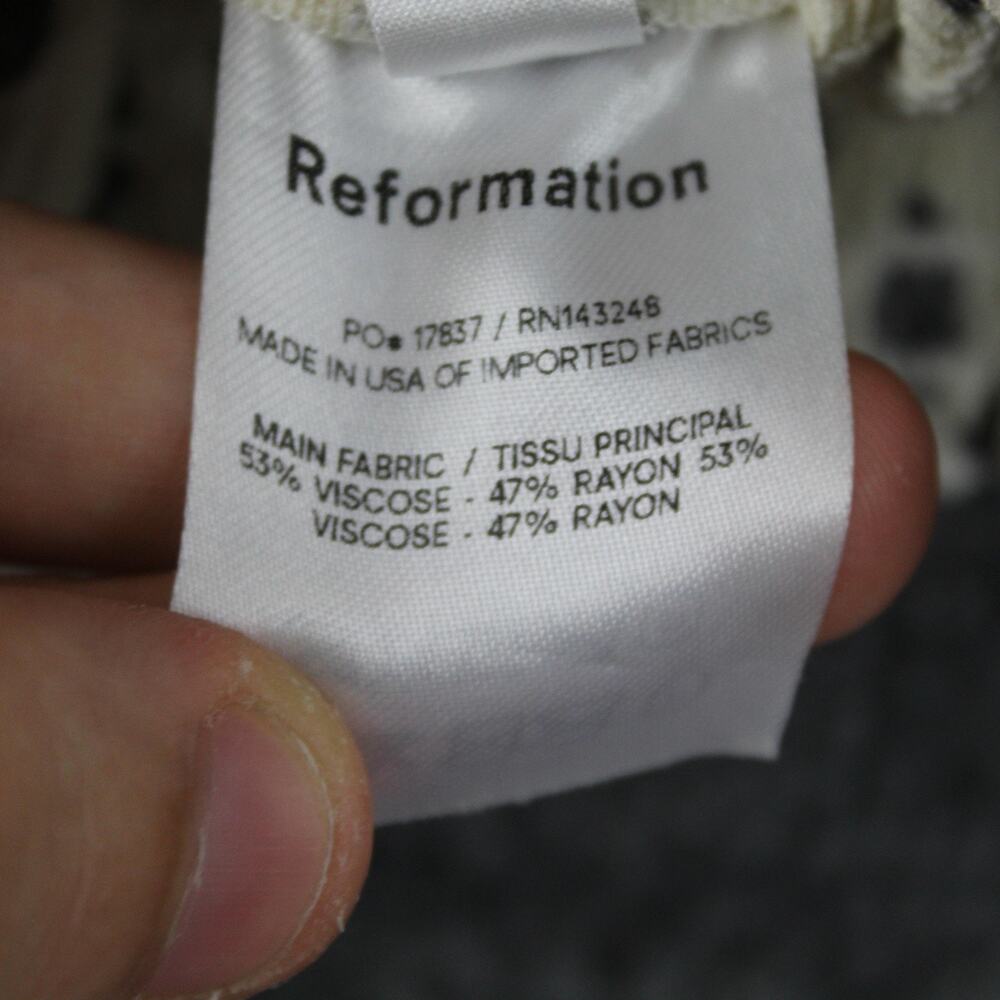 Reformation
PO# 17837 / RN143248
MADE IN USA OF IMPORTED FABRICS
MAIN FABRIC / TISSU PRINCIPAL
53% VISCOSE - 47% RAYON 53%
VISCOSE - 47% RAYON